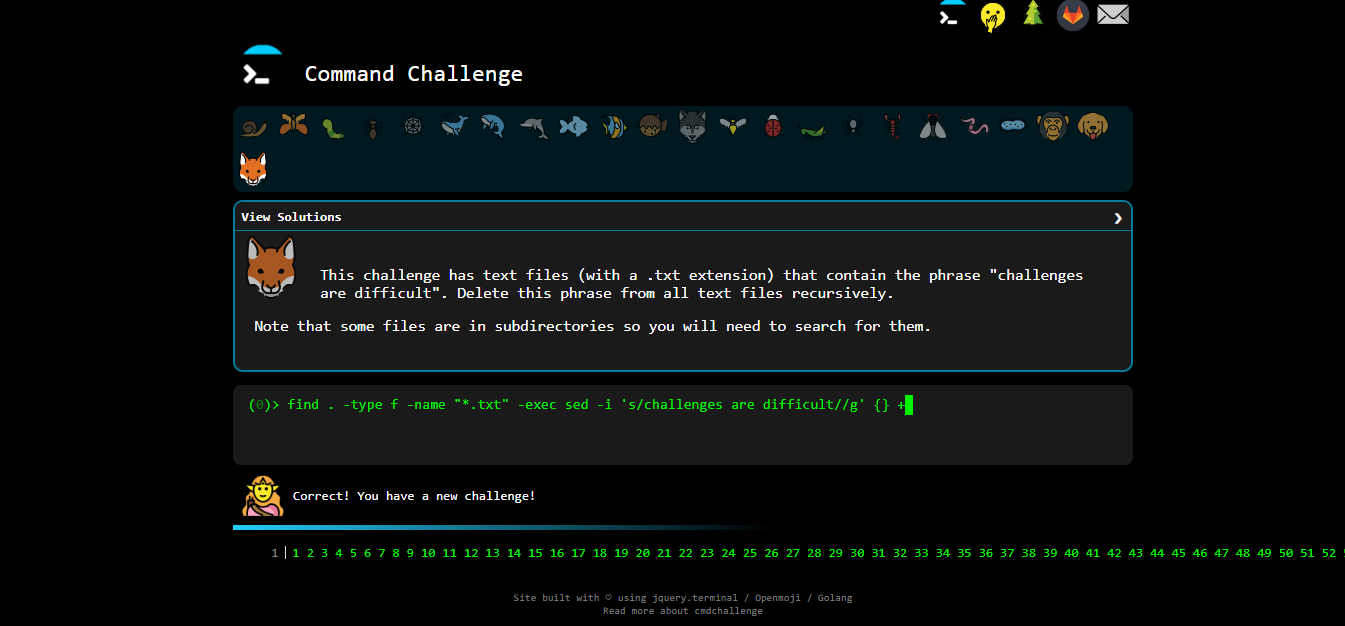 Command Challenge
View Solutions
This challenge has text files (with a .txt extension) that contain the phrase "challenges
are difficult". Delete this phrase from all text files recursively.
Note that some files are in subdirectories so you will need to search for them.
(0)> find . -type f -name "*.txt" -exec sed -i 's/challenges are difficult//g' {} +
Correct! You have a new challenge!
1 | 1 2 3 4 5 6 7 8 9 10 11 12 13 14 15 16 17 18 19 20 21 22 23 24 25 26 27 28 29 30 31 32 33 34 35 36 37 38 39 40 41 42 43 44 45 46 47 48 49 50 51 52
Site built with ♡ using jquery.terminal / Openmoji / Golang
Read more about cmdchallenge